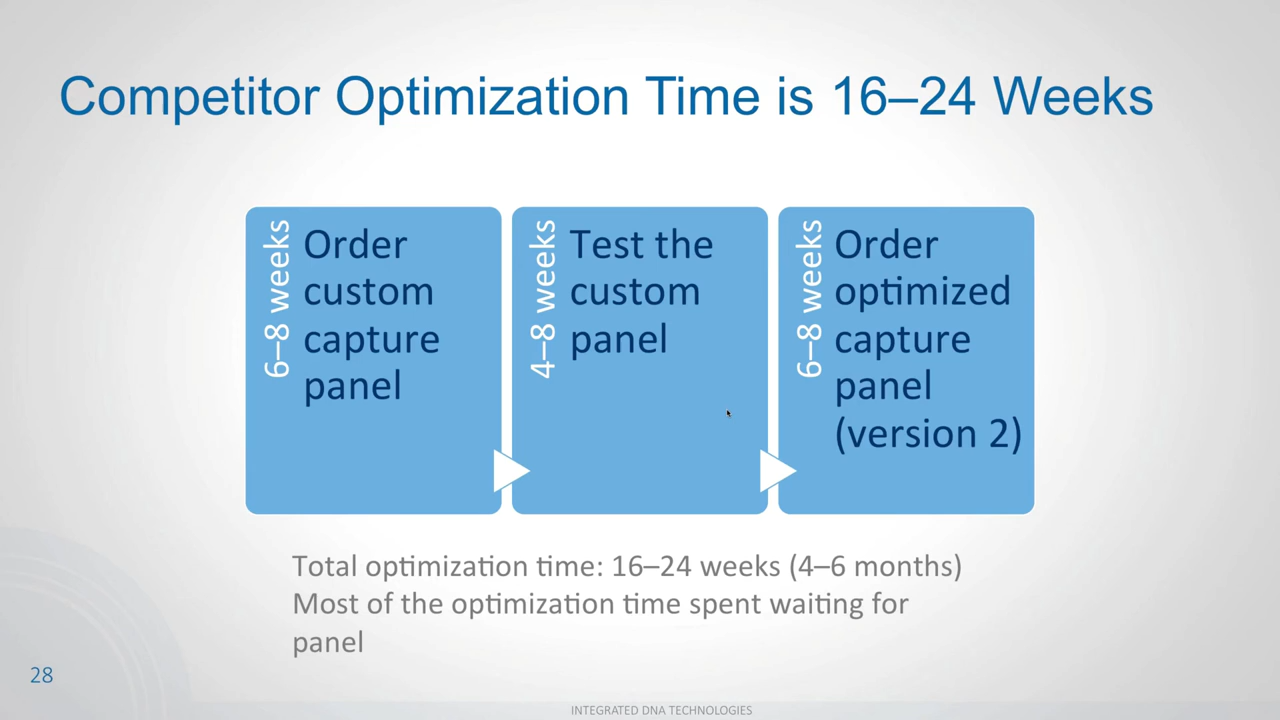 Competitor Optimization Time is 16–24 Weeks
6–8 weeks
Order
custom
capture
panel
4–8 weeks
Test the
custom
panel
6–8 weeks
Order
optimized
capture
panel
(version 2)
Total optimization time: 16–24 weeks (4–6 months)
Most of the optimization time spent waiting for
panel
28
INTEGRATED DNA TECHNOLOGIES